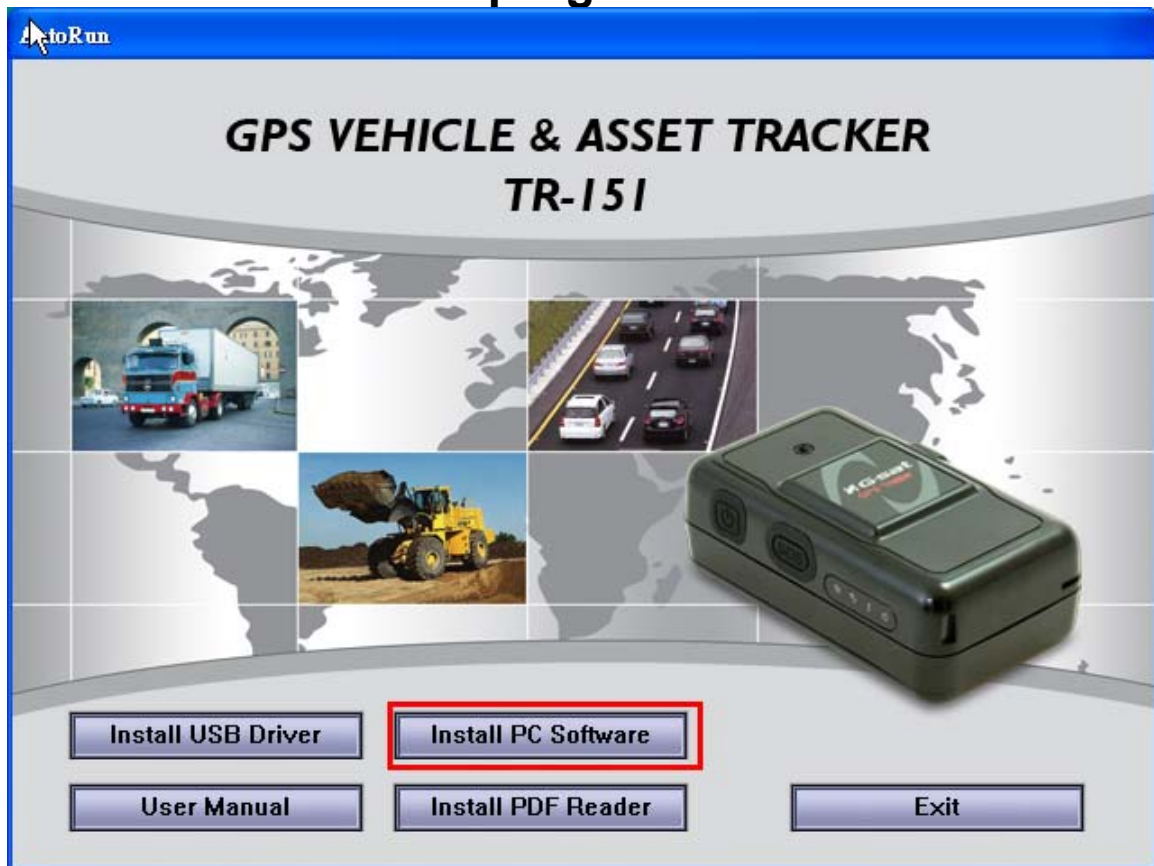 AutoRun
GPS VEHICLE & ASSET TRACKER
TR-151
SOS
Install USB Driver
Install PC Software
User Manual
Install PDF Reader
Exit